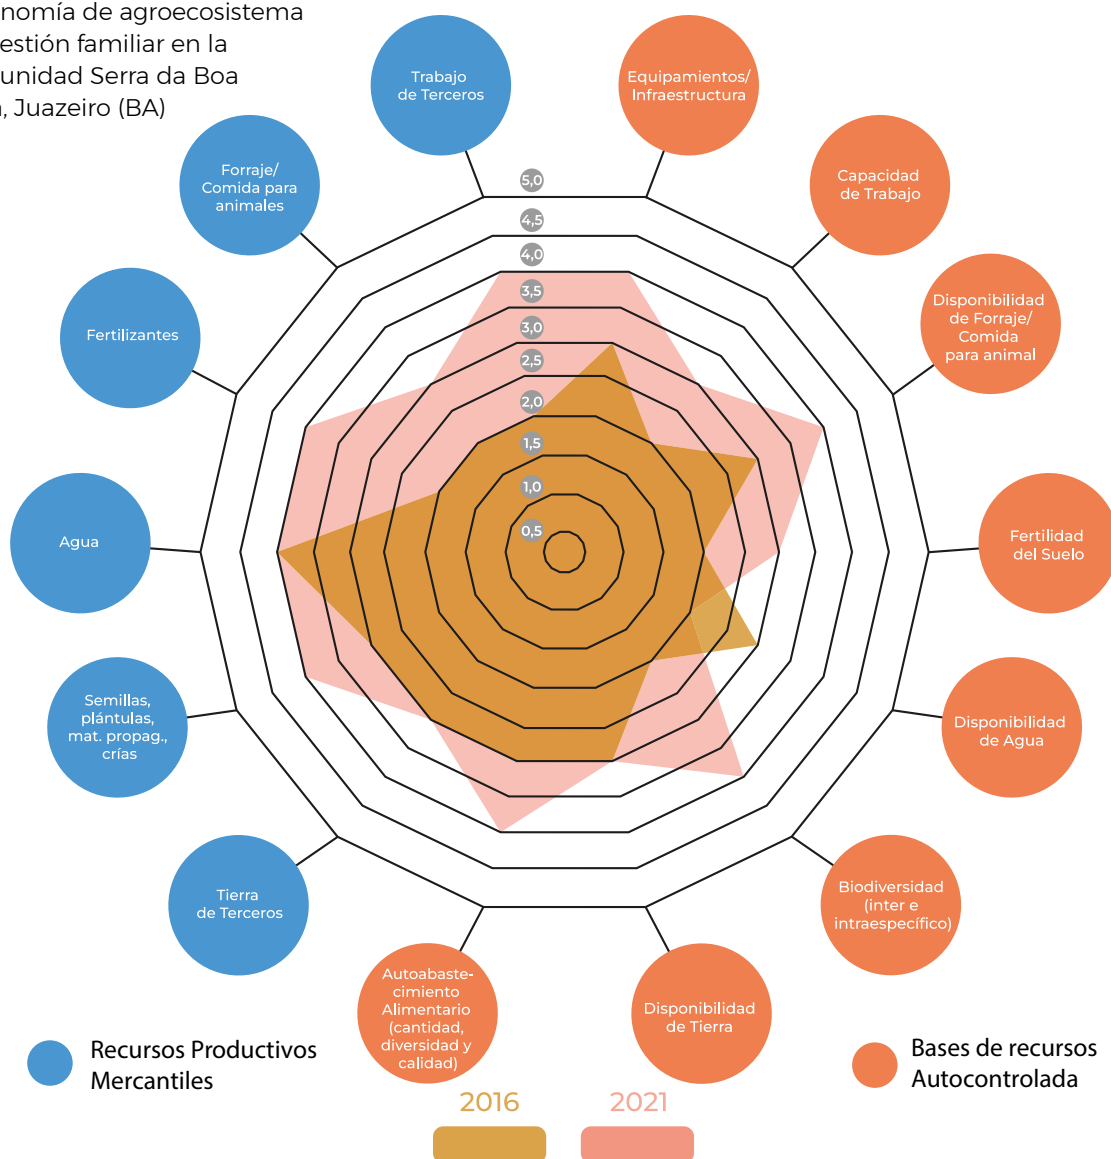 nomía de agroecosistema
estión familiar en la
unidad Serra da Boa
, Juazeiro (BA)
Trabajo
de Terceros
Equipamientos/
Infraestructura
Forraje/
Comida para
animales
Capacidad
de Trabajo
Fertilizantes
Disponibilidad
de Forraje/
Comida
para animal
Agua
Fertilidad
del Suelo
Semillas,
plántulas,
mat. propag.,
crías
Disponibilidad
de Agua
Tierra
de Terceros
Biodiversidad
(inter e
intraespecífico)
Autoabaste-
cimiento
Alimentario
(cantidad,
diversidad y
calidad)
Disponibilidad
de Tierra
5,0
4,5
4,0
3,5
3,0
2,5
2,0
1,5
1,0
0,5
Recursos Productivos
Mercantiles
Bases de recursos
Autocontrolada
2016
2021